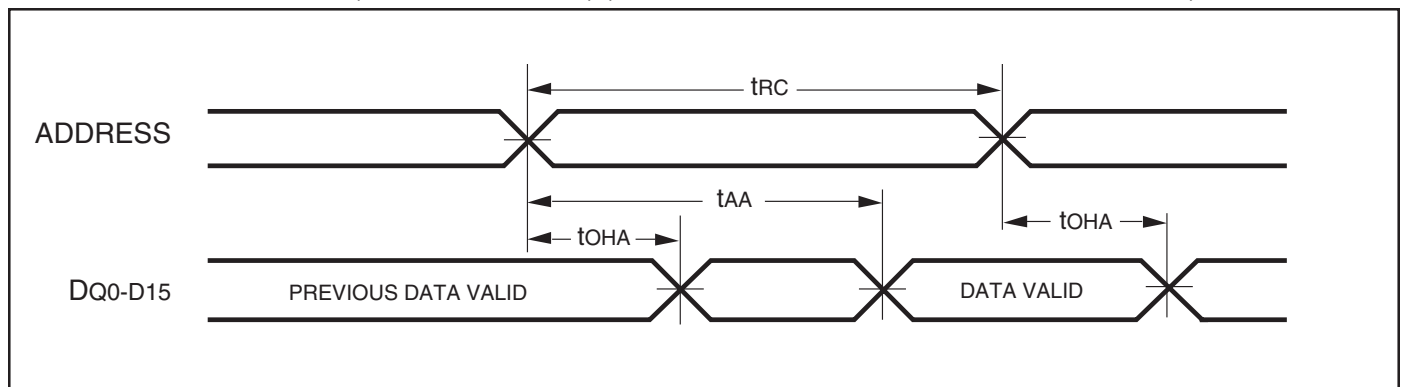 tRC
ADDRESS
tAA
tOHA
tOHA
DQ0-D15
PREVIOUS DATA VALID
DATA VALID